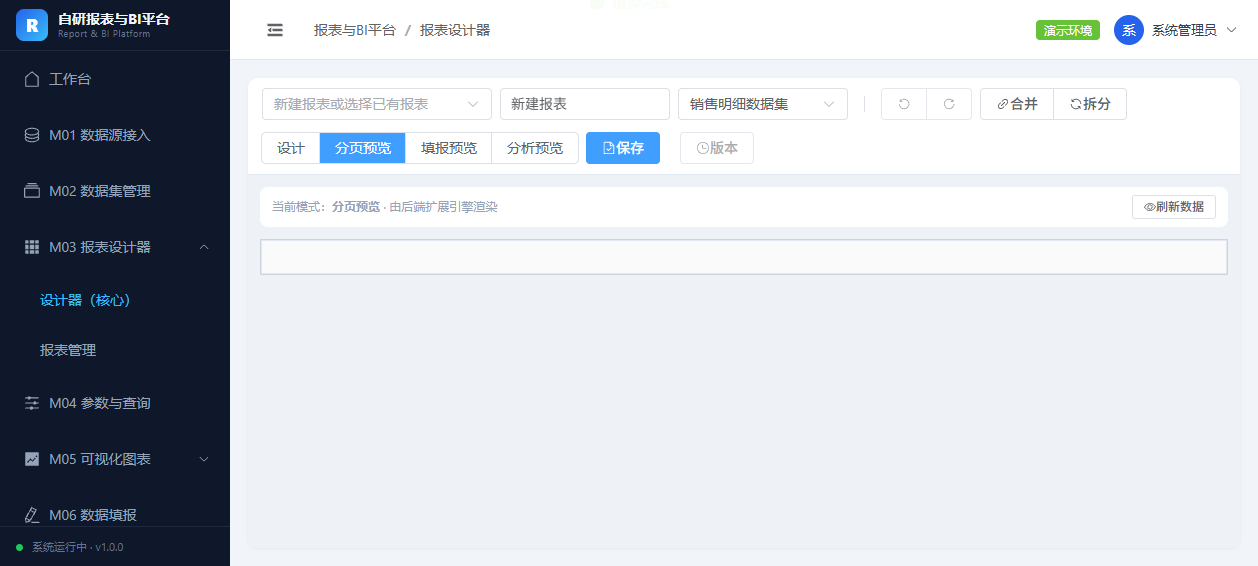 R
自研报表与BI平台
Report & BI Platform
报表与BI平台 / 报表设计器
演示环境
系
系统管理员
工作台
M01 数据源接入
M02 数据集管理
M03 报表设计器
设计器（核心）
报表管理
M04 参数与查询
M05 可视化图表
M06 数据填报
系统运行中 · v1.0.0
新建报表或选择已有报表
新建报表
销售明细数据集
合并
拆分
设计
分页预览
填报预览
分析预览
保存
版本
当前模式：分页预览 · 由后端扩展引擎渲染
刷新数据